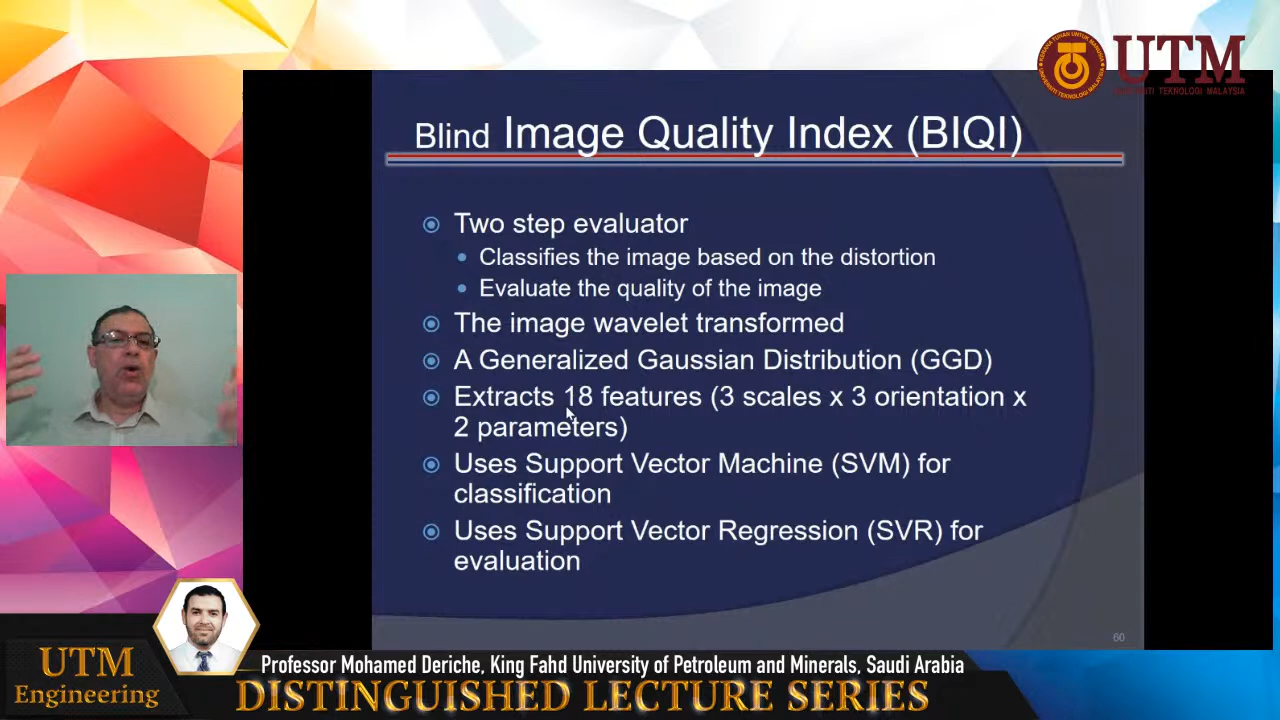 UTM
UNIVERSITI TEKNOLOGI MALAYSIA
Blind Image Quality Index (BIQI)
Two step evaluator
Classifies the image based on the distortion
Evaluate the quality of the image
The image wavelet transformed
A Generalized Gaussian Distribution (GGD)
Extracts 18 features (3 scales x 3 orientation x
2 parameters)
Uses Support Vector Machine (SVM) for
classification
Uses Support Vector Regression (SVR) for
evaluation
60
UTM
Engineering
Professor Mohamed Deriche, King Fahd University of Petroleum and Minerals, Saudi Arabia
DISTINGUISHED LECTURE SERIES